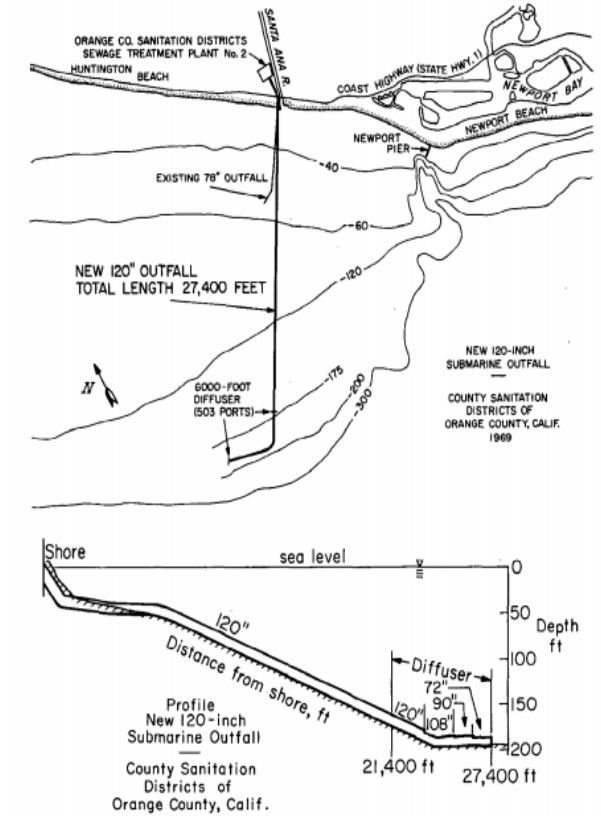 SANTA ANA R.
ORANGE CO. SANITATION DISTRICTS
SEWAGE TREATMENT PLANT No. 2
HUNTINGTON
BEACH
COAST HIGHWAY (STATE HWY. 1)
NEWPORT BAY
NEWPORT BEACH
NEWPORT
PIER
-40
EXISTING 78" OUTFALL
-60
NEW 120" OUTFALL
TOTAL LENGTH 27,400 FEET
-120
N
6000-FOOT
DIFFUSER
(503 PORTS)
-175
-200
-300
NEW 120-INCH
SUBMARINE OUTFALL
COUNTY SANITATION
DISTRICTS OF
ORANGE COUNTY, CALIF.
1969
Shore
sea level
0
50
100
150
200
Depth
ft
120"
Distance from shore, ft
Diffuser
72"
90"
120"
108"
21,400 ft
27,400 ft
Profile
New 120-inch
Submarine Outfall
County Sanitation
Districts of
Orange County, Calif.